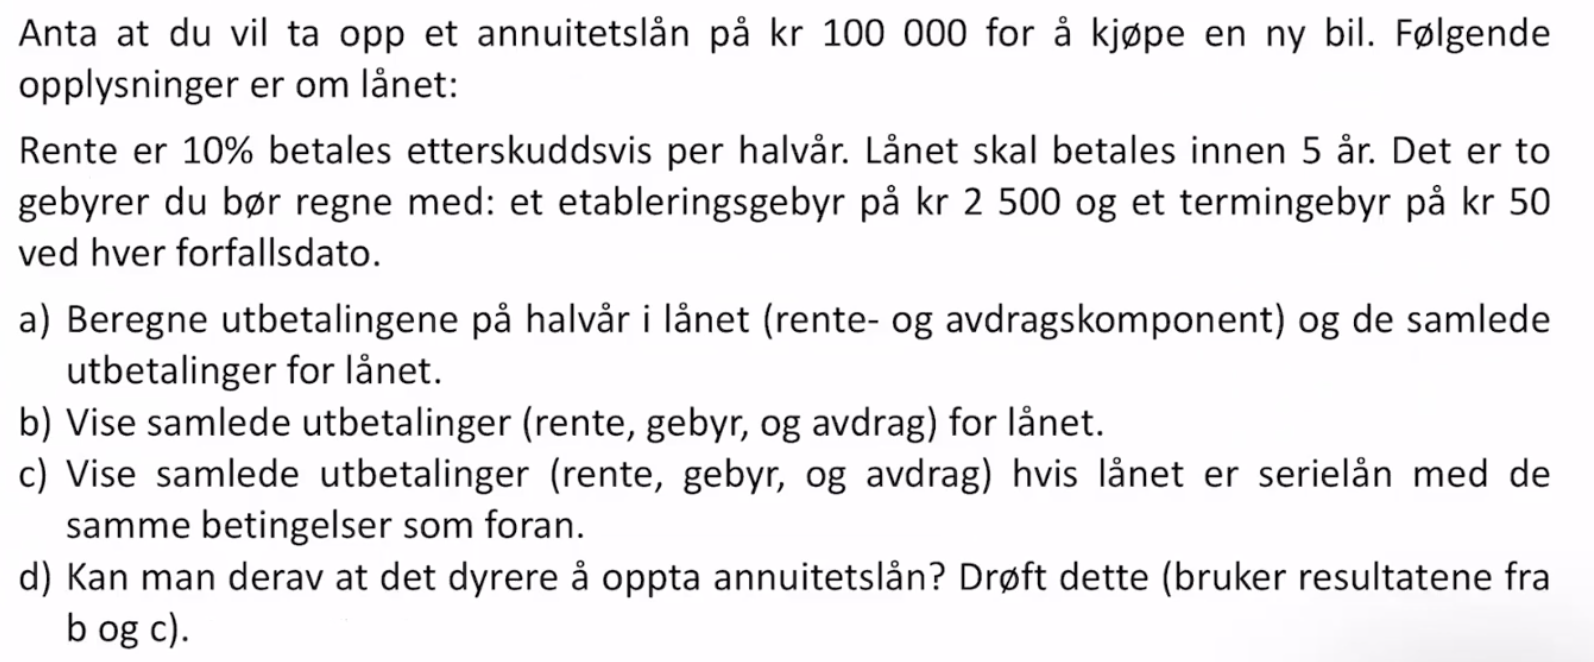 Anta at du vil ta opp et annuitetslån på kr 100 000 for å kjøpe en ny bil. Følgende
opplysninger er om lånet:
Rente er 10% betales etterskuddsvis per halvår. Lånet skal betales innen 5 år. Det er to
gebyrer du bør regne med: et etableringsgebyr på kr 2 500 og et termingebyr på kr 50
ved hver forfallsdato.
a) Beregne utbetalingene på halvår i lånet (rente- og avdragskomponent) og de samlede
utbetalinger for lånet.
b) Vise samlede utbetalinger (rente, gebyr, og avdrag) for lånet.
c) Vise samlede utbetalinger (rente, gebyr, og avdrag) hvis lånet er serielån med de
samme betingelser som foran.
d) Kan man derav at det dyrere å oppta annuitetslån? Drøft dette (bruker resultatene fra
b og c).